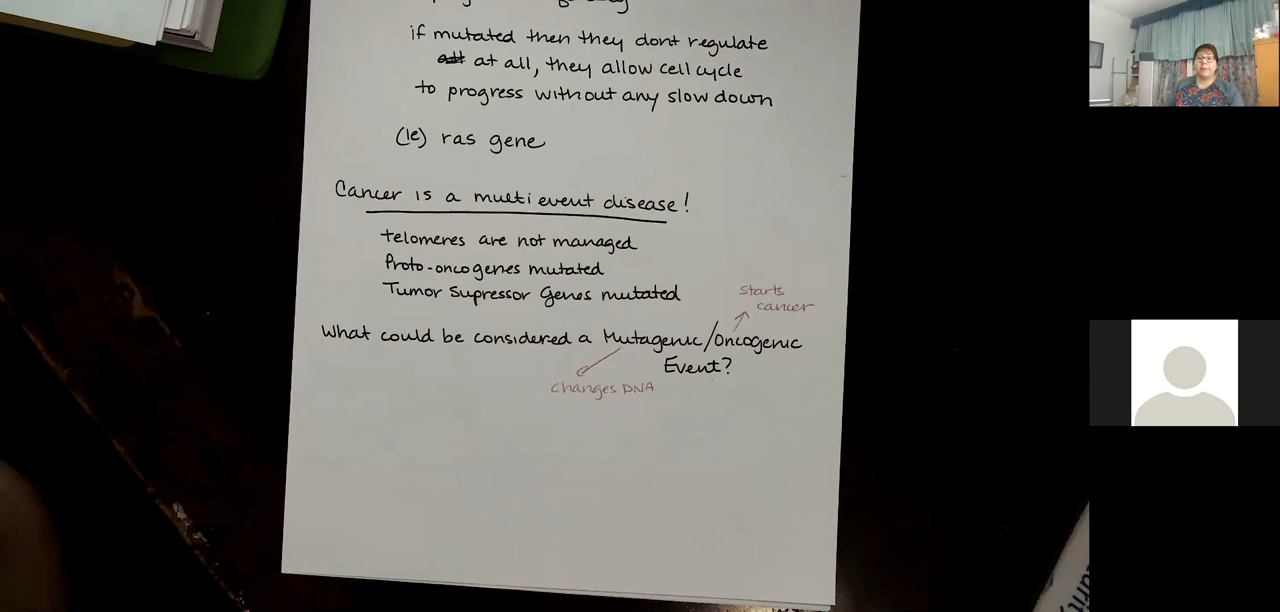 if mutated then they dont regulate
at all, they allow cell cycle
to progress without any slow down
(ie) ras gene
Cancer is a multi event disease!
telomeres are not managed
Proto-oncogenes mutated
Tumor Supressor Genes mutated
starts
cancer
What could be considered a Mutagenic/Oncogenic
Event?
changes DNA